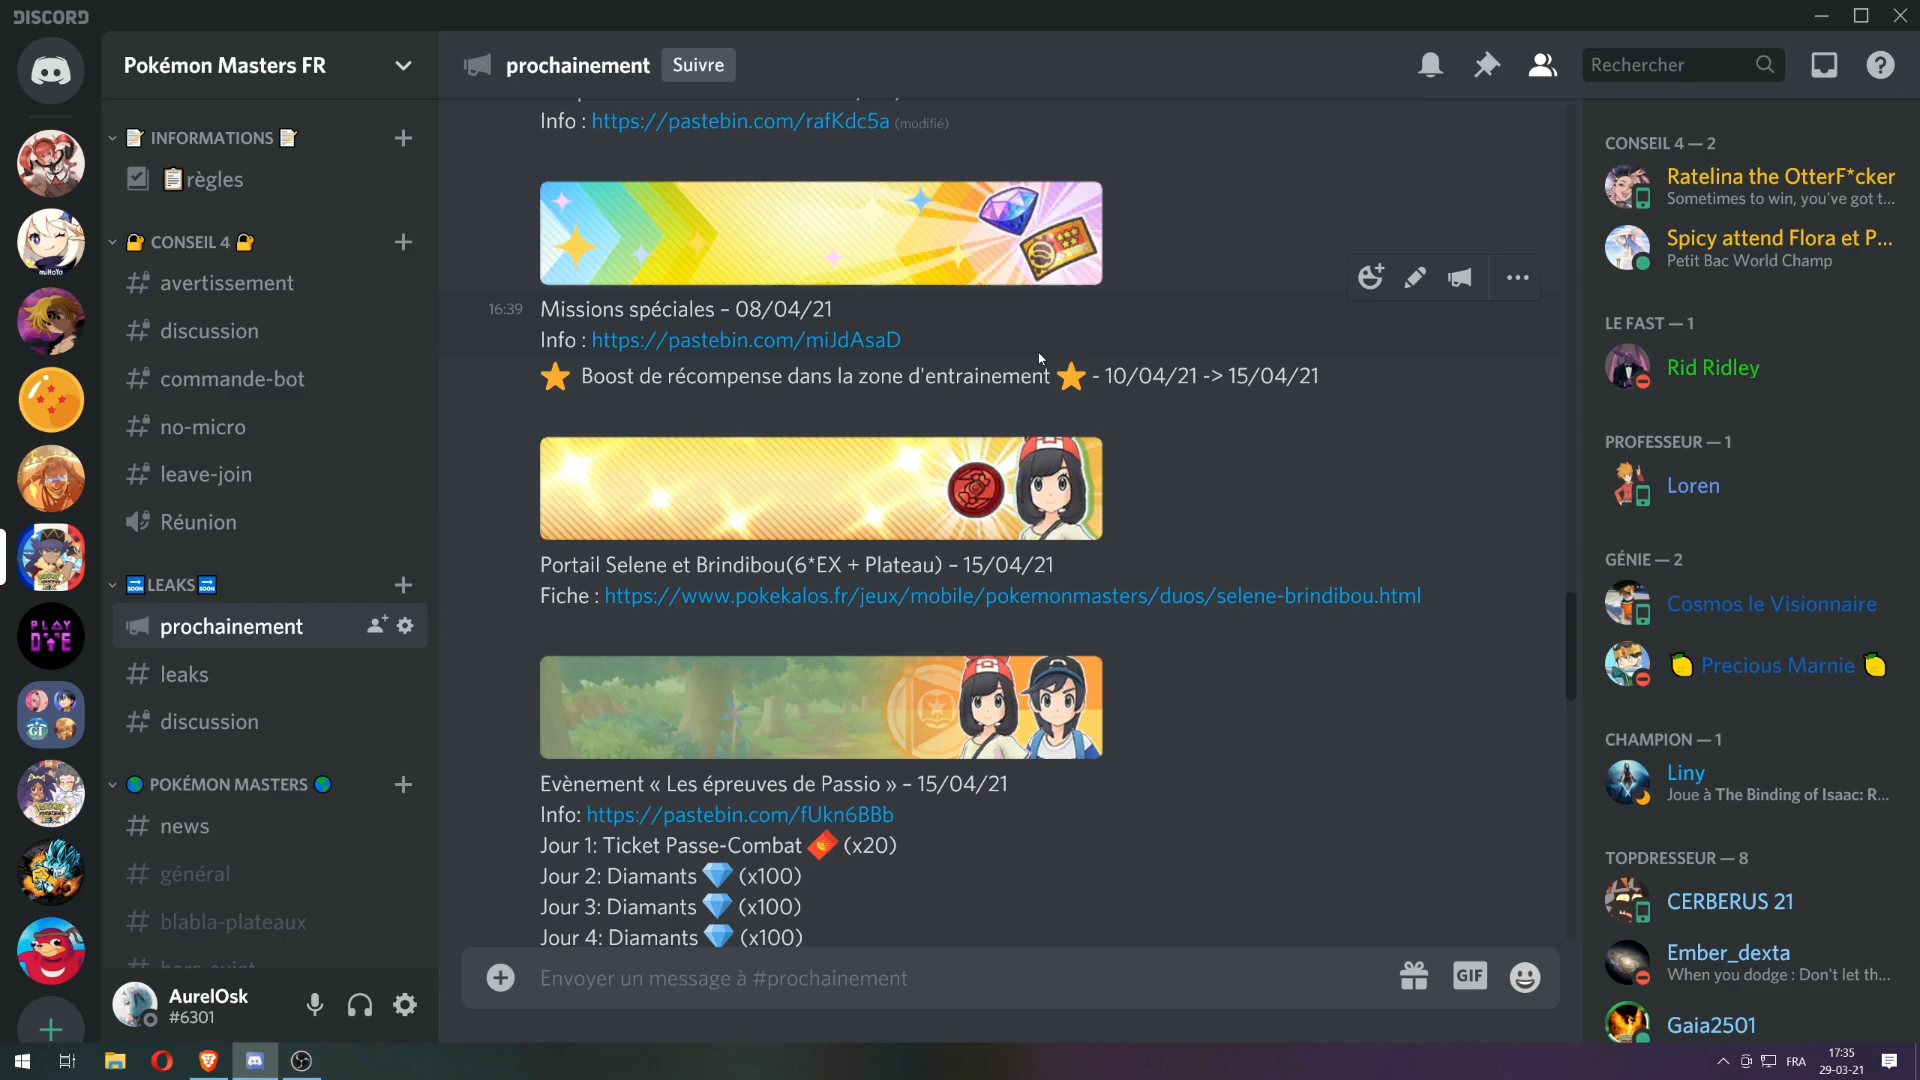 DISCORD
Pokémon Masters FR
prochainement
Suivre
Rechercher
INFORMATIONS
règles
CONSEIL 4
avertissement
discussion
commande-bot
no-micro
leave-join
Réunion
SOON LEAKS SOON
prochainement
leaks
discussion
POKÉMON MASTERS
news
général
blabla-plateaux
hors-sujet
AurelOsk
#6301
miHoYo
PLAY
GT
Info : https://pastebin.com/rafKdc5a (modifié)
16:39 Missions spéciales – 08/04/21
Info : https://pastebin.com/miJdAsaD
Boost de récompense dans la zone d'entrainement - 10/04/21 -> 15/04/21
Portail Selene et Brindibou(6*EX + Plateau) – 15/04/21
Fiche : https://www.pokekalos.fr/jeux/mobile/pokemonmasters/duos/selene-brindibou.html
Evènement « Les épreuves de Passio » – 15/04/21
Info: https://pastebin.com/fUkn6BBb
Jour 1: Ticket Passe-Combat (x20)
Jour 2: Diamants (x100)
Jour 3: Diamants (x100)
Jour 4: Diamants (x100)
Envoyer un message à #prochainement
GIF
CONSEIL 4 — 2
Ratelina the OtterF*cker
Sometimes to win, you've got t...
Spicy attend Flora et P...
Petit Bac World Champ
LE FAST — 1
Rid Ridley
PROFESSEUR — 1
Loren
GÉNIE — 2
Cosmos le Visionnaire
Precious Marnie
CHAMPION — 1
Liny
Joue à The Binding of Isaac: R...
TOPDRESSEUR — 8
CERBERUS 21
Ember_dexta
When you dodge : Don't let th...
Gaia2501
FRA
17:35
29-03-21